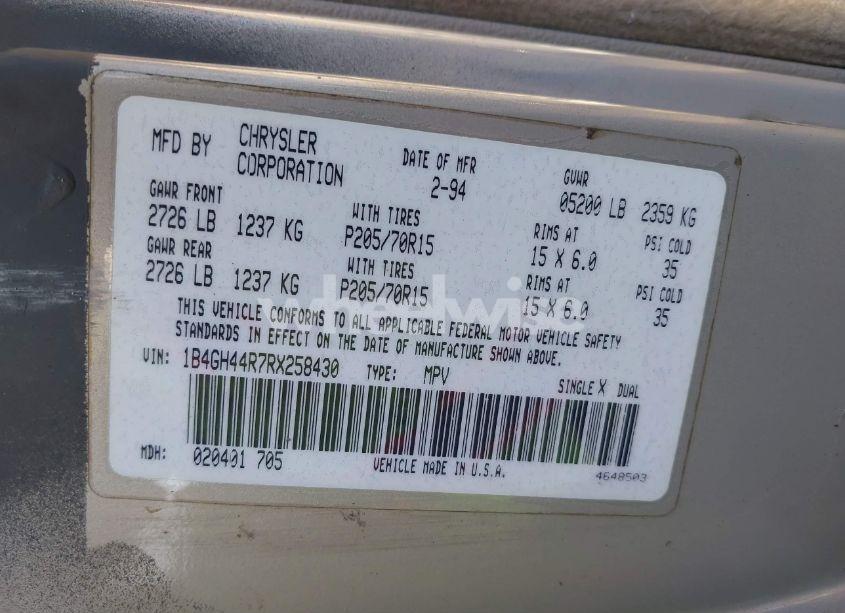 MFD BY CHRYSLER CORPORATION DATE OF MFR 2-94 GVWR 05200 LB 2359 KG
GAWR FRONT WITH TIRES RIMS AT PSI COLD
2726 LB 1237 KG P205/70R15 15 X 6.0 35
GAWR REAR WITH TIRES RIMS AT PSI COLD
2726 LB 1237 KG P205/70R15 15 X 6.0 35
THIS VEHICLE CONFORMS TO ALL APPLICABLE FEDERAL MOTOR VEHICLE SAFETY
STANDARDS IN EFFECT ON THE DATE OF MANUFACTURE SHOWN ABOVE.
VIN: 1B4GH44R7RX258430 TYPE: MPV SINGLE X DUAL
MDH: 020401 705 VEHICLE MADE IN U.S.A. 4648503